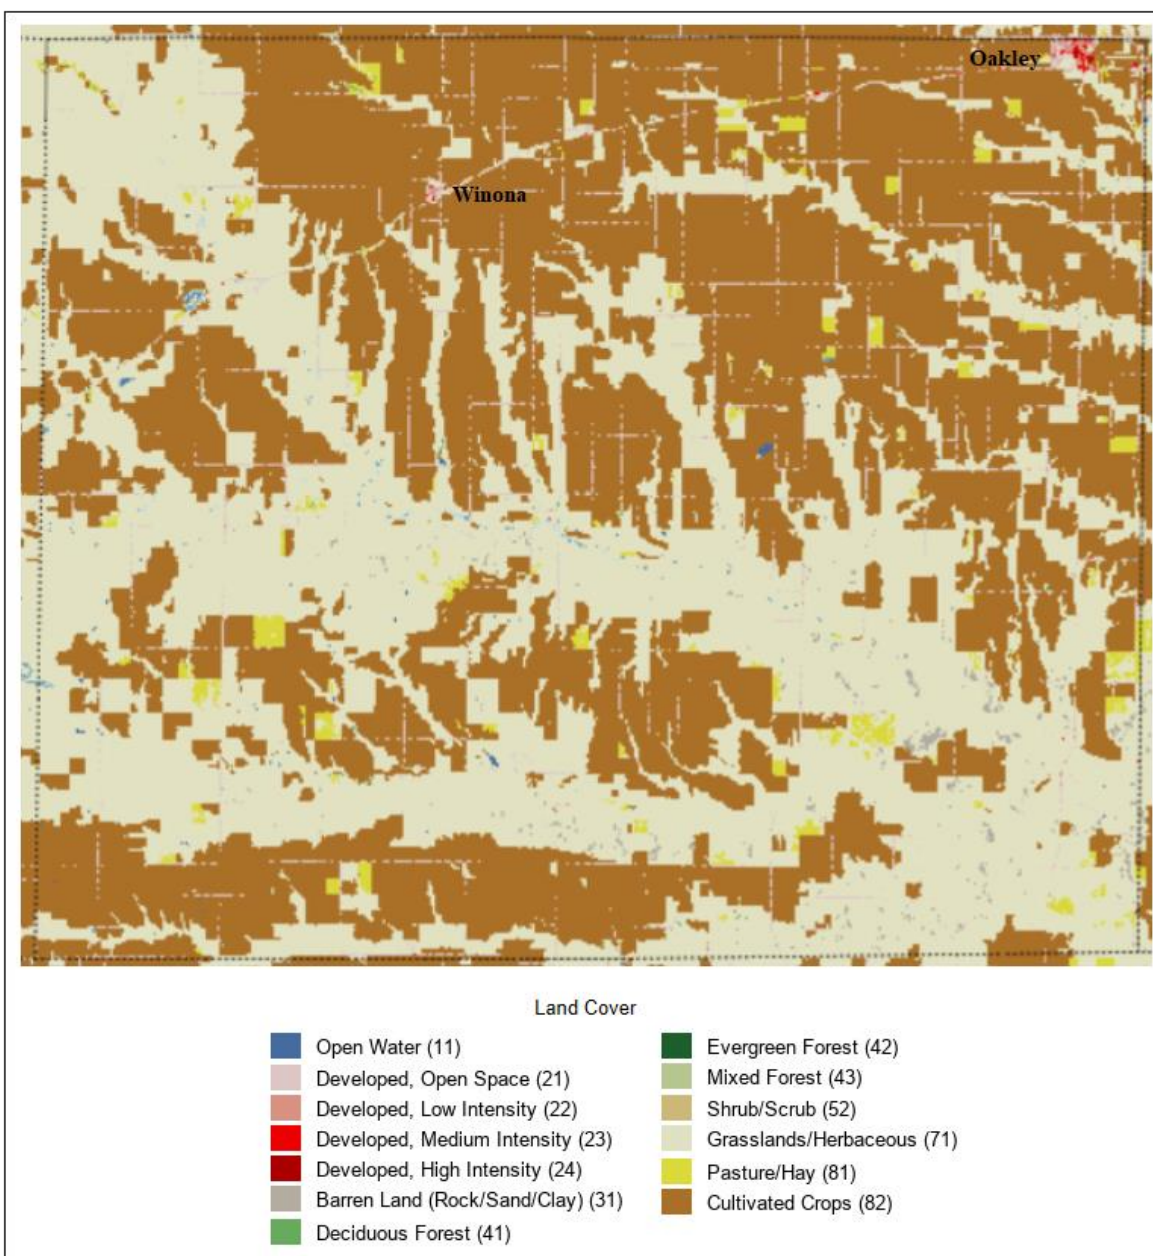 Oakley
Winona
Land Cover
Open Water (11)
Developed, Open Space (21)
Developed, Low Intensity (22)
Developed, Medium Intensity (23)
Developed, High Intensity (24)
Barren Land (Rock/Sand/Clay) (31)
Deciduous Forest (41)
Evergreen Forest (42)
Mixed Forest (43)
Shrub/Scrub (52)
Grasslands/Herbaceous (71)
Pasture/Hay (81)
Cultivated Crops (82)